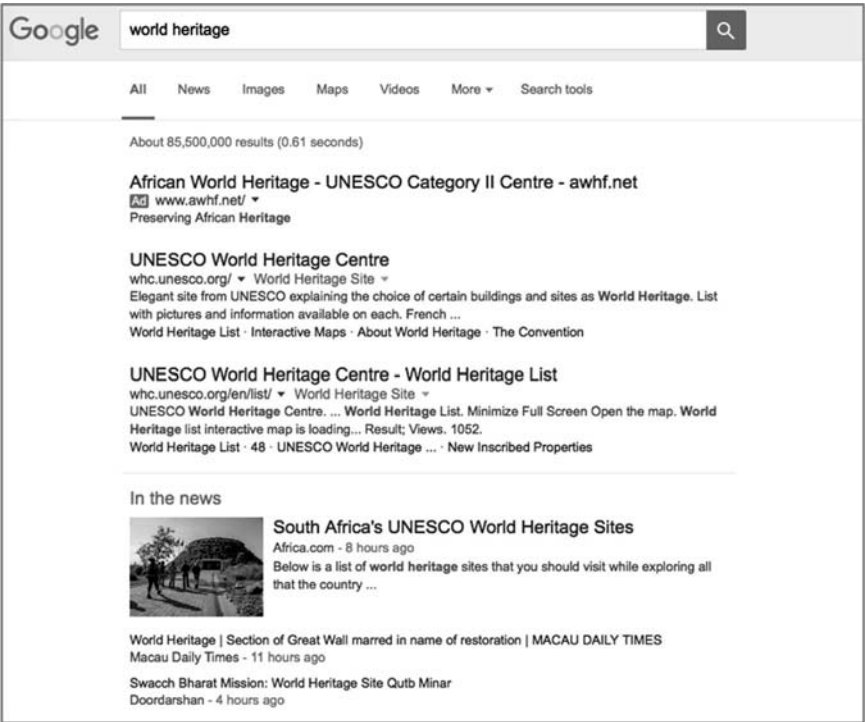 Google world heritage
All News Images Maps Videos More Search tools
About 85,500,000 results (0.61 seconds)
African World Heritage - UNESCO Category II Centre - awhf.net
Ad www.awhf.net/
Preserving African Heritage
UNESCO World Heritage Centre
whc.unesco.org/ World Heritage Site
Elegant site from UNESCO explaining the choice of certain buildings and sites as World Heritage. List
with pictures and information available on each. French ...
World Heritage List · Interactive Maps · About World Heritage · The Convention
UNESCO World Heritage Centre - World Heritage List
whc.unesco.org/en/list/ World Heritage Site
UNESCO World Heritage Centre. ... World Heritage List. Minimize Full Screen Open the map. World
Heritage list interactive map is loading... Result; Views. 1052.
World Heritage List · 48 · UNESCO World Heritage ... · New Inscribed Properties
In the news
South Africa's UNESCO World Heritage Sites
Africa.com - 8 hours ago
Below is a list of world heritage sites that you should visit while exploring all
that the country ...
World Heritage | Section of Great Wall marred in name of restoration | MACAU DAILY TIMES
Macau Daily Times - 11 hours ago
Swacch Bharat Mission: World Heritage Site Qutb Minar
Doordarshan - 4 hours ago